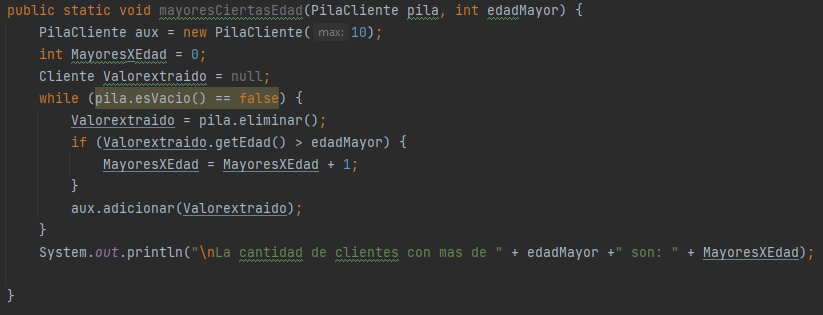 public static void mayoresCiertasEdad(PilaCliente pila, int edadMayor) {
    PilaCliente aux = new PilaCliente( max: 10);
    int MayoresXEdad = 0;
    Cliente Valorextraido = null;
    while (pila.esVacio() == false) {
        Valorextraido = pila.eliminar();
        if (Valorextraido.getEdad() > edadMayor) {
            MayoresXEdad = MayoresXEdad + 1;
        }
        aux.adicionar(Valorextraido);
    }
    System.out.println("\nLa cantidad de clientes con mas de " + edadMayor +" son: " + MayoresXEdad);
}